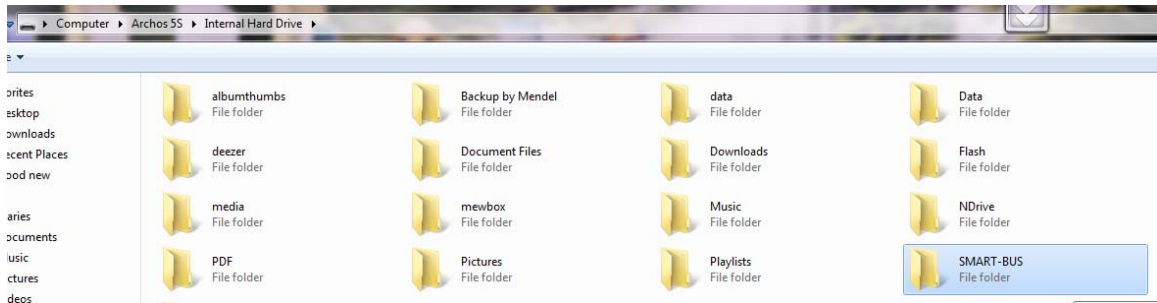 Computer ▸ Archos 5S ▸ Internal Hard Drive ▸
albumthumbs
File folder
Backup by Mendel
File folder
data
File folder
Data
File folder
deezer
File folder
Document Files
File folder
Downloads
File folder
Flash
File folder
media
File folder
mewbox
File folder
Music
File folder
NDrive
File folder
PDF
File folder
Pictures
File folder
Playlists
File folder
SMART-BUS
File folder
e
orites
esktop
ownloads
ecent Places
ood new
aries
ocuments
usic
ctures
deos